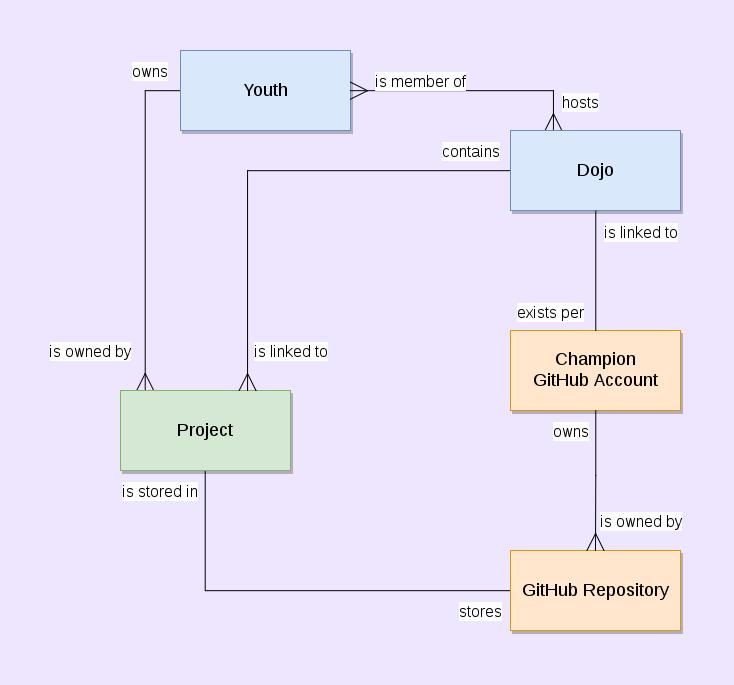 owns
Youth
is member of
hosts
contains
Dojo
is linked to
exists per
is owned by
is linked to
Champion
GitHub Account
Project
owns
is stored in
is owned by
GitHub Repository
stores